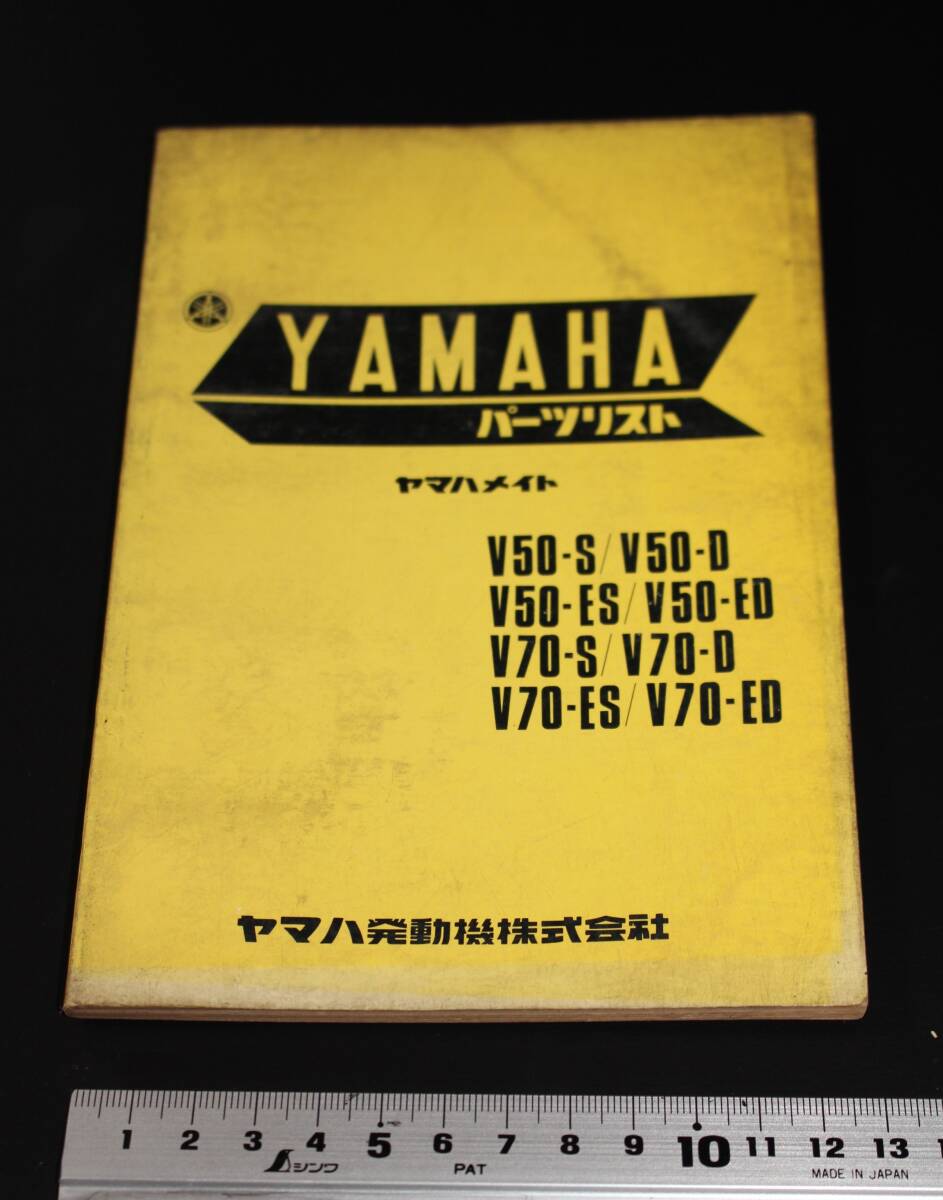 YAMAHA
パーツリスト
ヤマハメイト
V50-S/V50-D
V50-ES/V50-ED
V70-S/V70-D
V70-ES/V70-ED
ヤマハ発動機株式会社
1 2 3 4 5 6 7 8 9 10 11 12 13
シンワ PAT MADE IN JAPAN